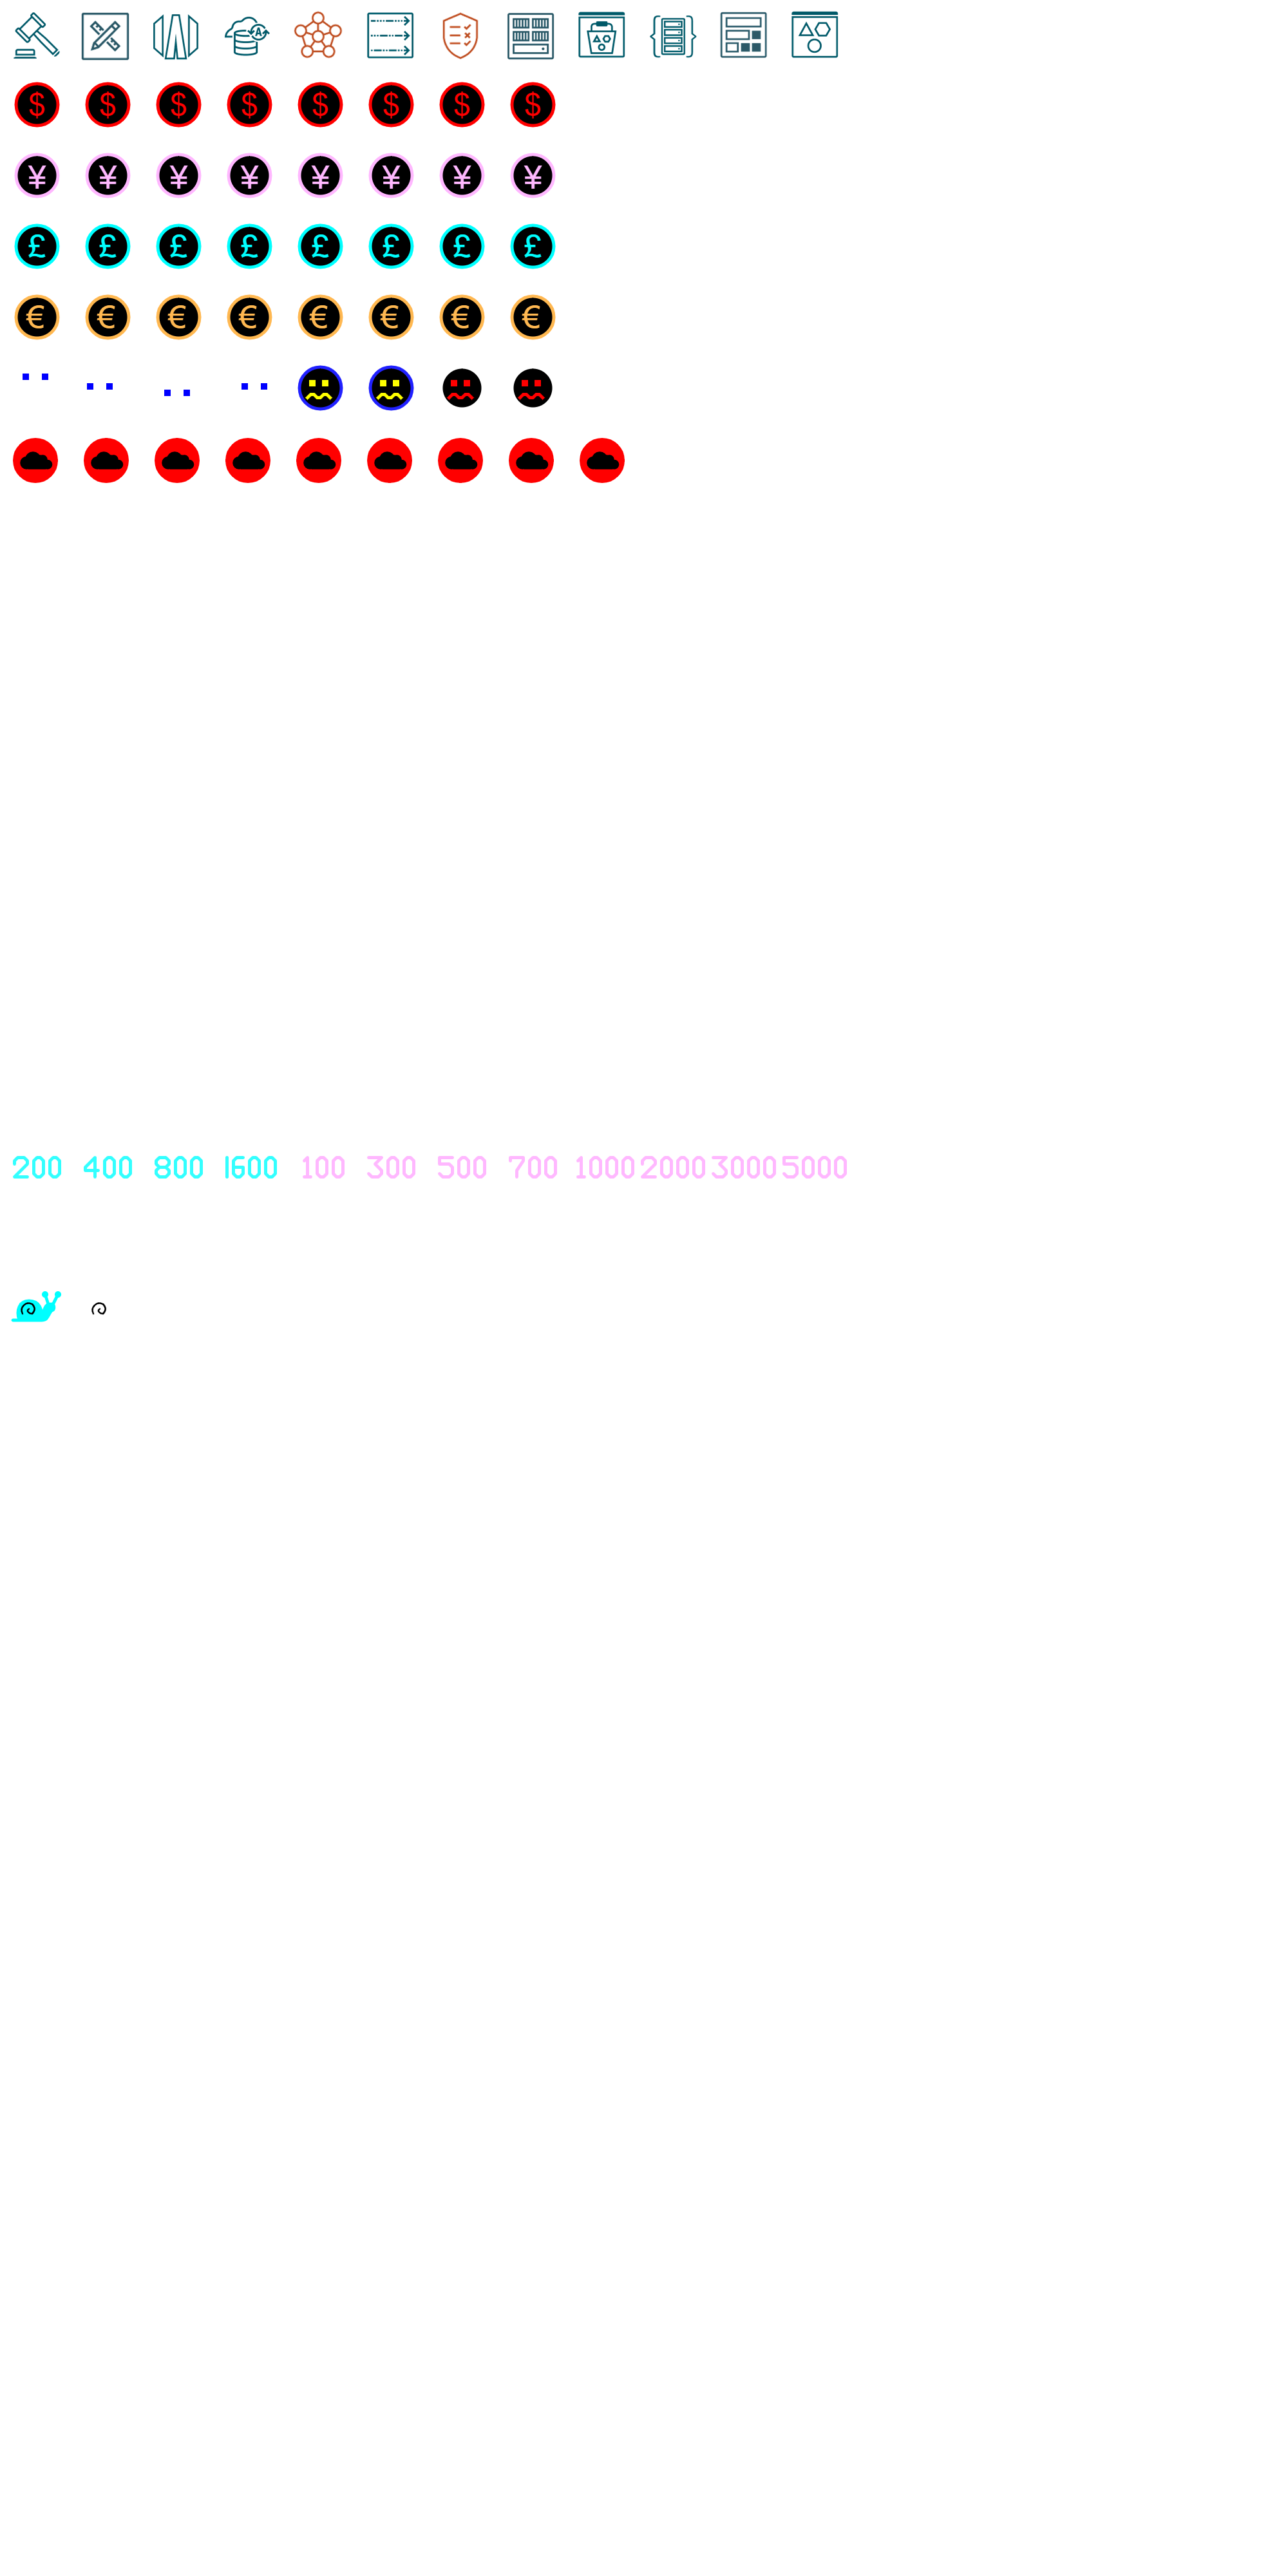 A
$ $ $ $ $ $ $ $
¥ ¥ ¥ ¥ ¥ ¥ ¥ ¥
£ £ £ £ £ £ £ £
€ € € € € € € €
200 400 800 1600 100 300 500 700 1000 2000 3000 5000